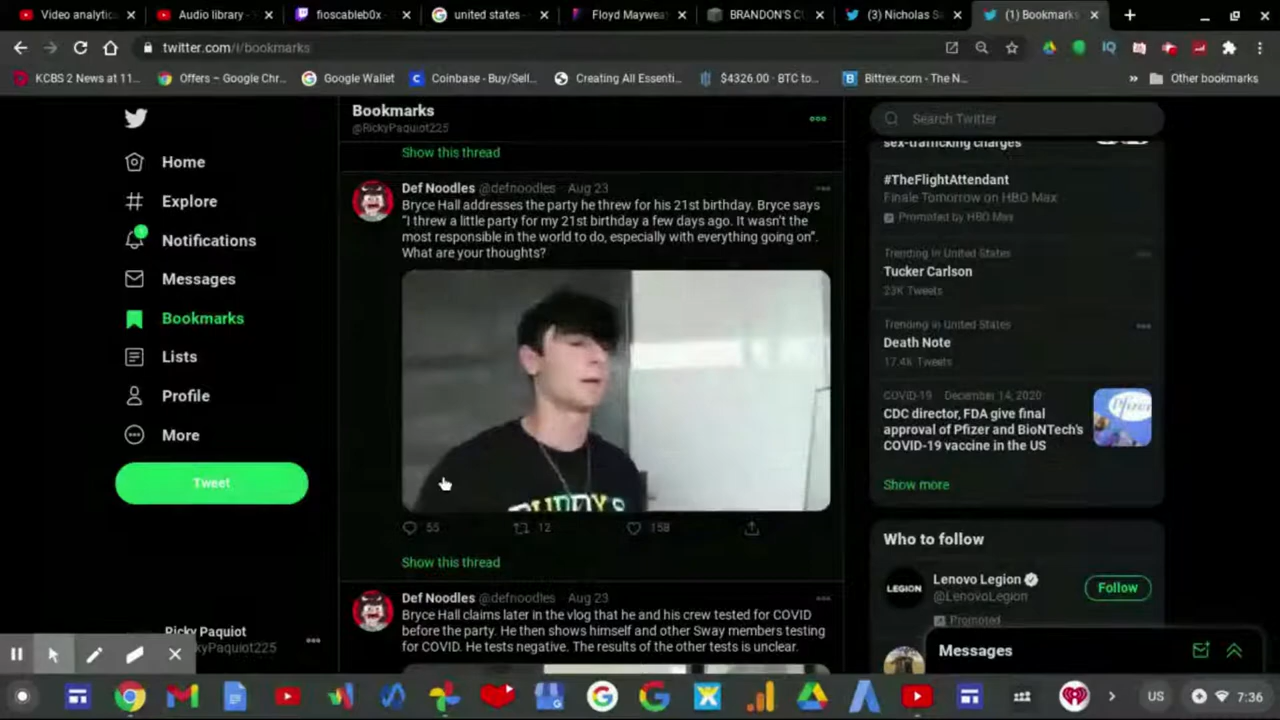 Video analytic
Audio library -
fioscableb0x -
united states -
Floyd Maywea
BRANDON'S CU
(3) Nicholas S
(1) Bookmarks
twitter.com/i/bookmarks
KCBS 2 News at 11...
Offers – Google Chr...
Google Wallet
Coinbase - Buy/Sell...
Creating All Essenti...
$4326.00 · BTC to...
Bittrex.com - The N...
Other bookmarks
Home
Explore
Notifications
Messages
Bookmarks
Lists
Profile
More
Tweet
Ricky Paquiot
RickyPaquiot225
Bookmarks
@RickyPaquiot225
Show this thread
Def Noodles @defnoodles · Aug 23
Bryce Hall addresses the party he threw for his 21st birthday. Bryce says
"I threw a little party for my 21st birthday a few days ago. It wasn't the
most responsible in the world to do, especially with everything going on".
What are your thoughts?
55 12 158
Show this thread
Def Noodles @defnoodles · Aug 23
Bryce Hall claims later in the vlog that he and his crew tested for COVID
before the party. He then shows himself and other Sway members testing
for COVID. He tests negative. The results of the other tests is unclear.
Search Twitter
sex-trafficking charges
#TheFlightAttendant
Finale Tomorrow on HBO Max
Promoted by HBO Max
Trending in United States
Tucker Carlson
23K Tweets
Trending in United States
Death Note
17.4K Tweets
COVID-19 · December 14, 2020
CDC director, FDA give final
approval of Pfizer and BioNTech's
COVID-19 vaccine in the US
Pfizer
Show more
Who to follow
LEGION
Lenovo Legion
@LenovoLegion
Follow
Promoted
Messages
US
7:36